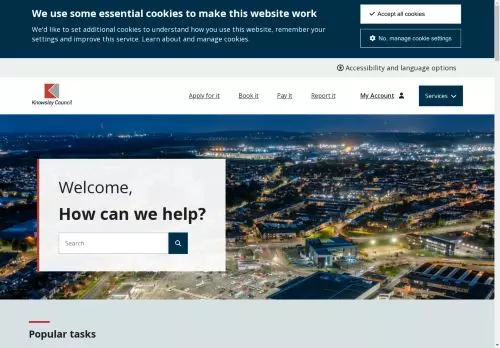 We use some essential cookies to make this website work
We'd like to set additional cookies to understand how you use this website, remember your
settings and improve this service. Learn about and manage cookies.
Accept all cookies
No, manage cookie settings
Accessibility and language options
Knowsley Council
Apply for it
Book it
Pay it
Report it
My Account
Services
Welcome,
How can we help?
Search
Popular tasks